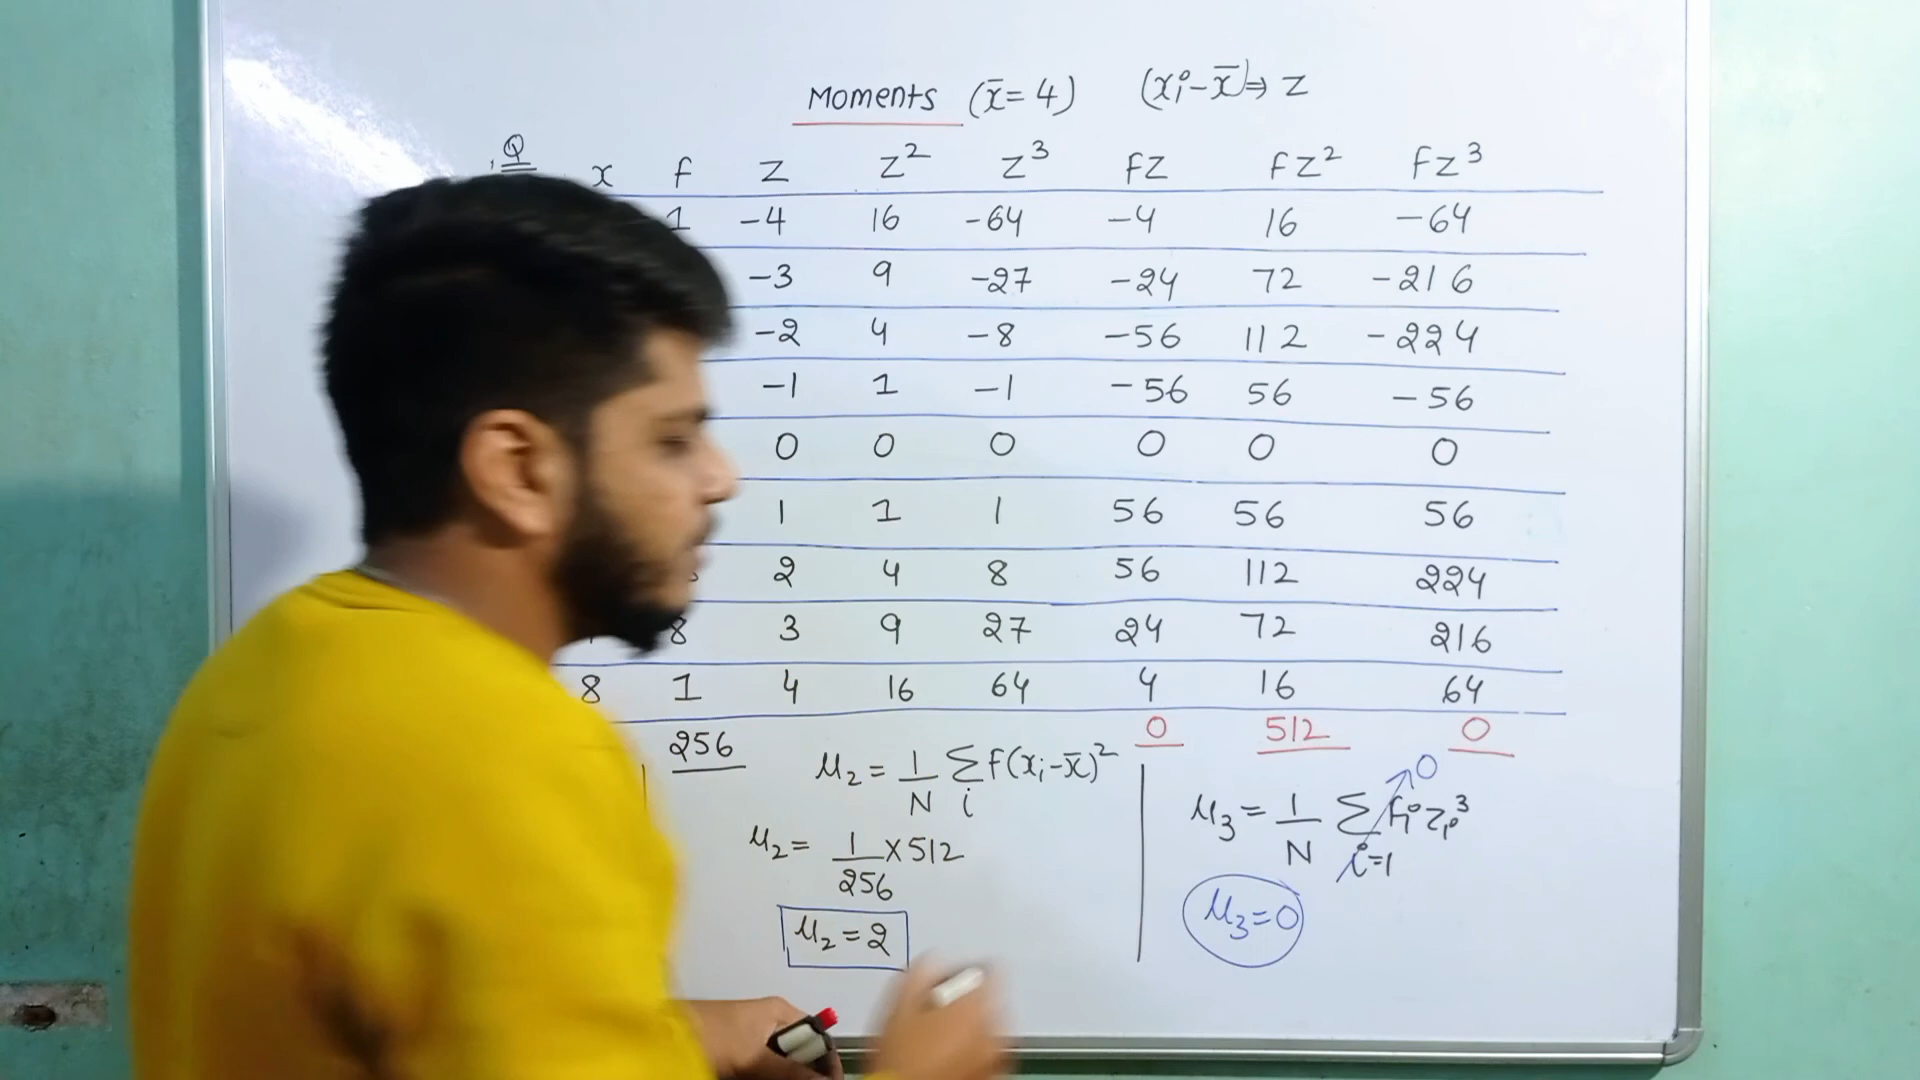 Moments (x̄=4) (xᵢ-x̄)⇒ Z
Q
x f Z Z² Z³ FZ FZ² FZ³
1 -4 16 -64 -4 16 -64
-3 9 -27 -24 72 -216
-2 4 -8 -56 112 -224
-1 1 -1 -56 56 -56
0 0 0 0 0 0
1 1 1 56 56 56
2 4 8 56 112 224
8 3 9 27 24 72 216
8 1 4 16 64 4 16 64
256 0 512 0
μ₂ = 1/N Σᵢ f(xᵢ-x̄)²
μ₂ = 1/256 X 512
μ₂ = 2
0
μ₃ = 1/N Σᵢ₌₁ fᵢzᵢ³
μ₃=0